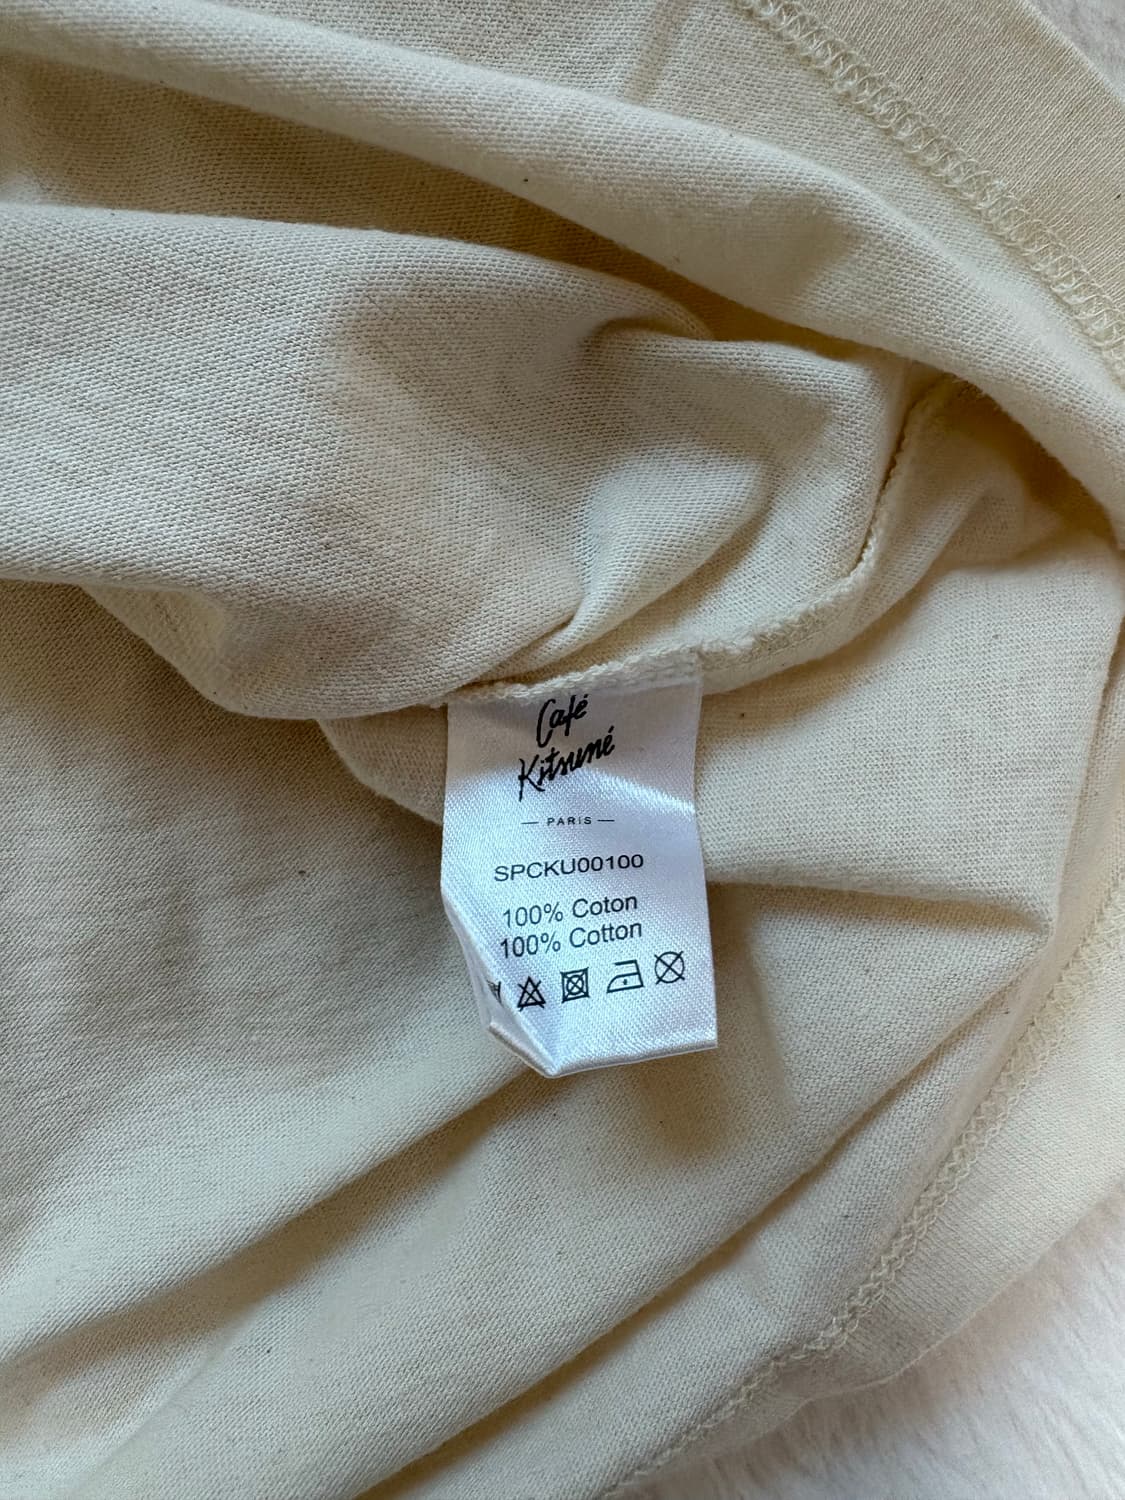 Café
Kitsuné
— PARIS —
SPCKU00100
100% Coton
100% Cotton